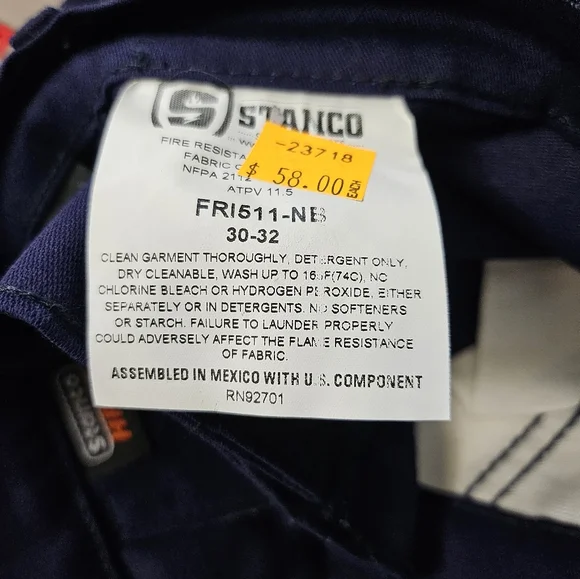 S STANCO
FIRE RESISTA
-23718
FABRIC
$ 58.00
NFPA 211
ATPV 11.5
FRI511-NB
30-32
CLEAN GARMENT THOROUGHLY, DETERGENT ONLY,
DRY CLEANABLE, WASH UP TO 165F(74C), NO
CHLORINE BLEACH OR HYDROGEN PEROXIDE, EITHER
SEPARATELY OR IN DETERGENTS. NO SOFTENERS
OR STARCH. FAILURE TO LAUNDER PROPERLY
COULD ADVERSELY AFFECT THE FLAME RESISTANCE
OF FABRIC.
ASSEMBLED IN MEXICO WITH U.S. COMPONENT
RN92701
STANCO